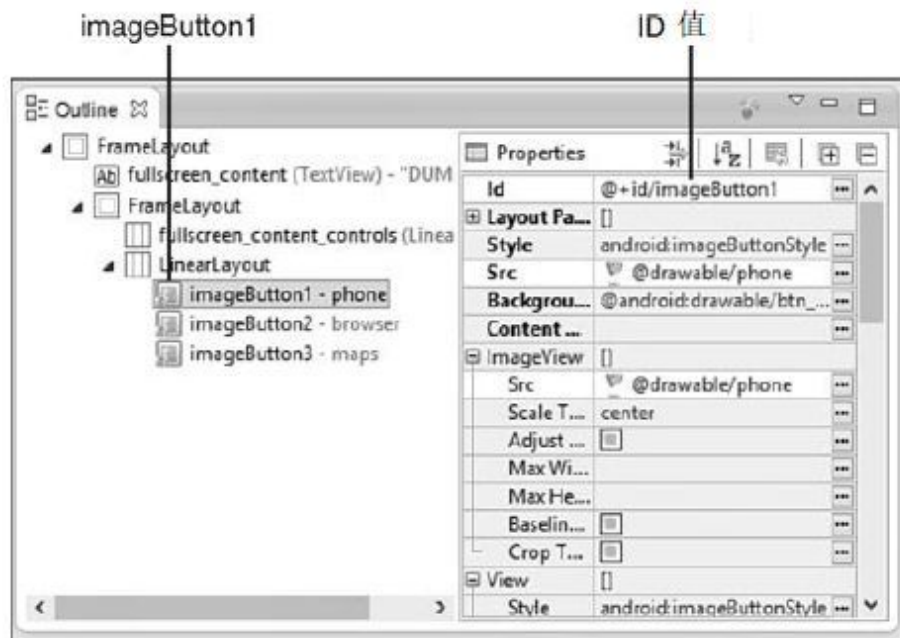 imageButton1
ID 值
Outline
FrameLayout
fullscreen_content (TextView) - "DUM
FrameLayout
fullscreen_content_controls (Linea
LinearLayout
imageButton1 - phone
imageButton2 - browser
imageButton3 - maps
Properties
Id @+id/imageButton1
Layout Pa... []
Style android:imageButtonStyle
Src @drawable/phone
Backgrou... @android:drawable/btn_...
Content ...
ImageView []
Src @drawable/phone
Scale T... center
Adjust ...
Max Wi...
Max He...
Baselin...
Crop T...
View []
Style android:imageButtonStyle